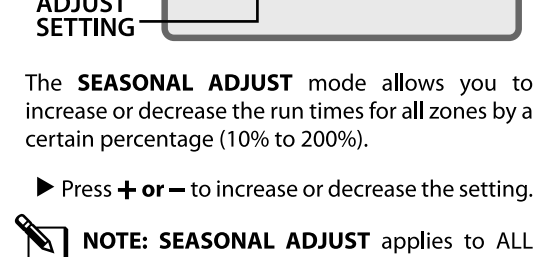 ADJUST
SETTING
The SEASONAL ADJUST mode allows you to
increase or decrease the run times for all zones by a
certain percentage (10% to 200%).
▶ Press + or – to increase or decrease the setting.
NOTE: SEASONAL ADJUST applies to ALL